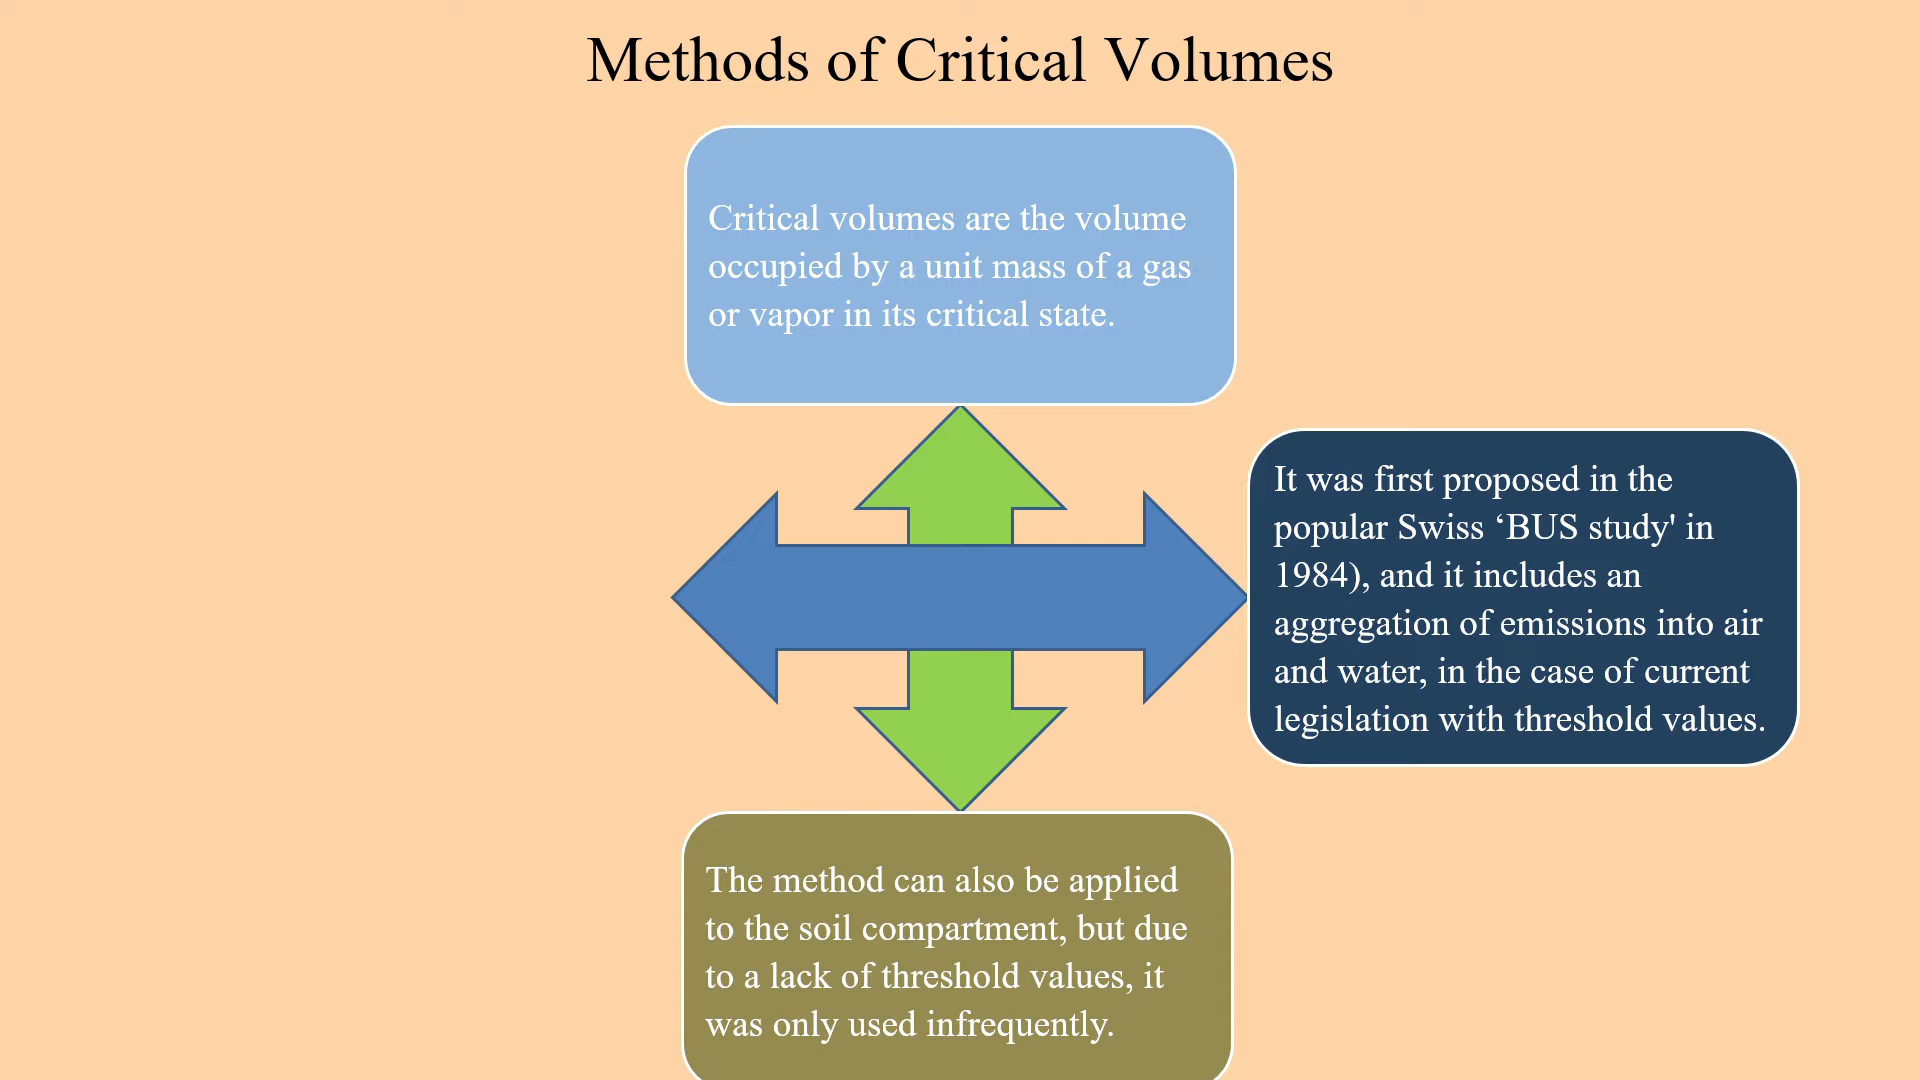 Methods of Critical Volumes
Critical volumes are the volume
occupied by a unit mass of a gas
or vapor in its critical state.
It was first proposed in the
popular Swiss ‘BUS study' in
1984), and it includes an
aggregation of emissions into air
and water, in the case of current
legislation with threshold values.
The method can also be applied
to the soil compartment, but due
to a lack of threshold values, it
was only used infrequently.